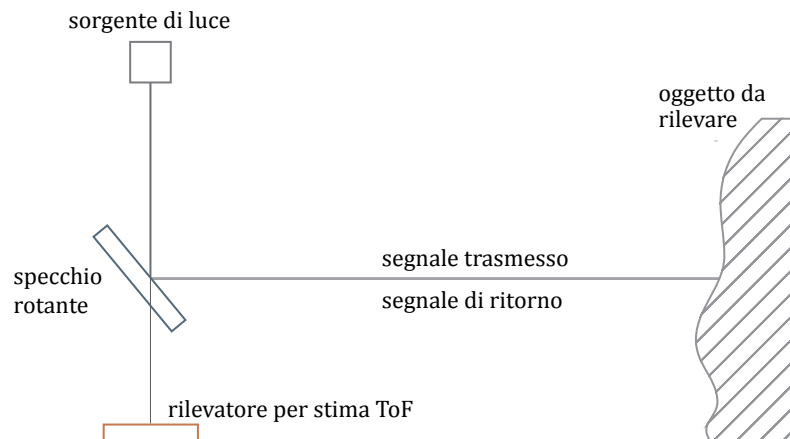 sorgente di luce
oggetto da
rilevare
segnale trasmesso
specchio
rotante
segnale di ritorno
rilevatore per stima ToF